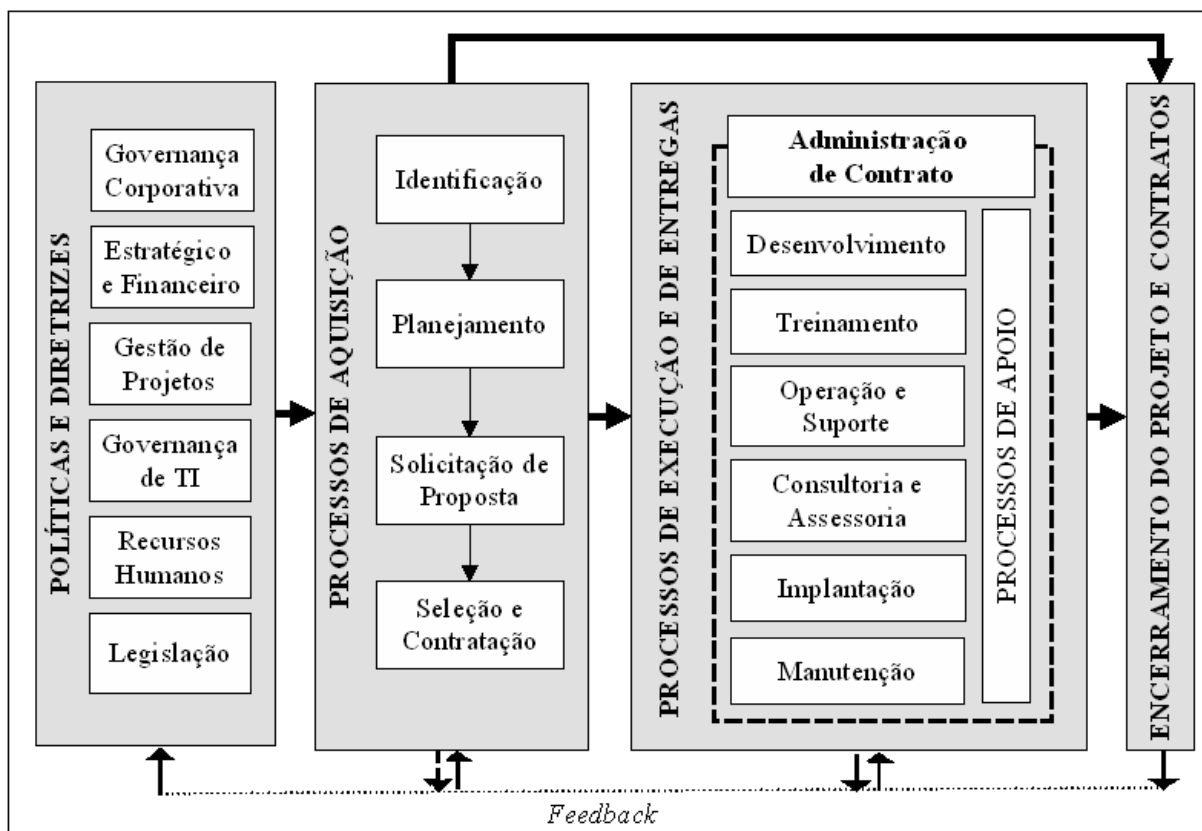 POLÍTICAS E DIRETRIZES
Governança
Corporativa
Estratégico
e Financeiro
Gestão de
Projetos
Governança
de TI
Recursos
Humanos
Legislação
PROCESSOS DE AQUISIÇÃO
Identificação
Planejamento
Solicitação de
Proposta
Seleção e
Contratação
PROCESSOS DE EXECUÇÃO E DE ENTREGAS
Administração
de Contrato
Desenvolvimento
Treinamento
Operação e
Suporte
Consultoria e
Assessoria
Implantação
Manutenção
PROCESSOS DE APOIO
ENCERRAMENTO DO PROJETO E CONTRATOS
Feedback